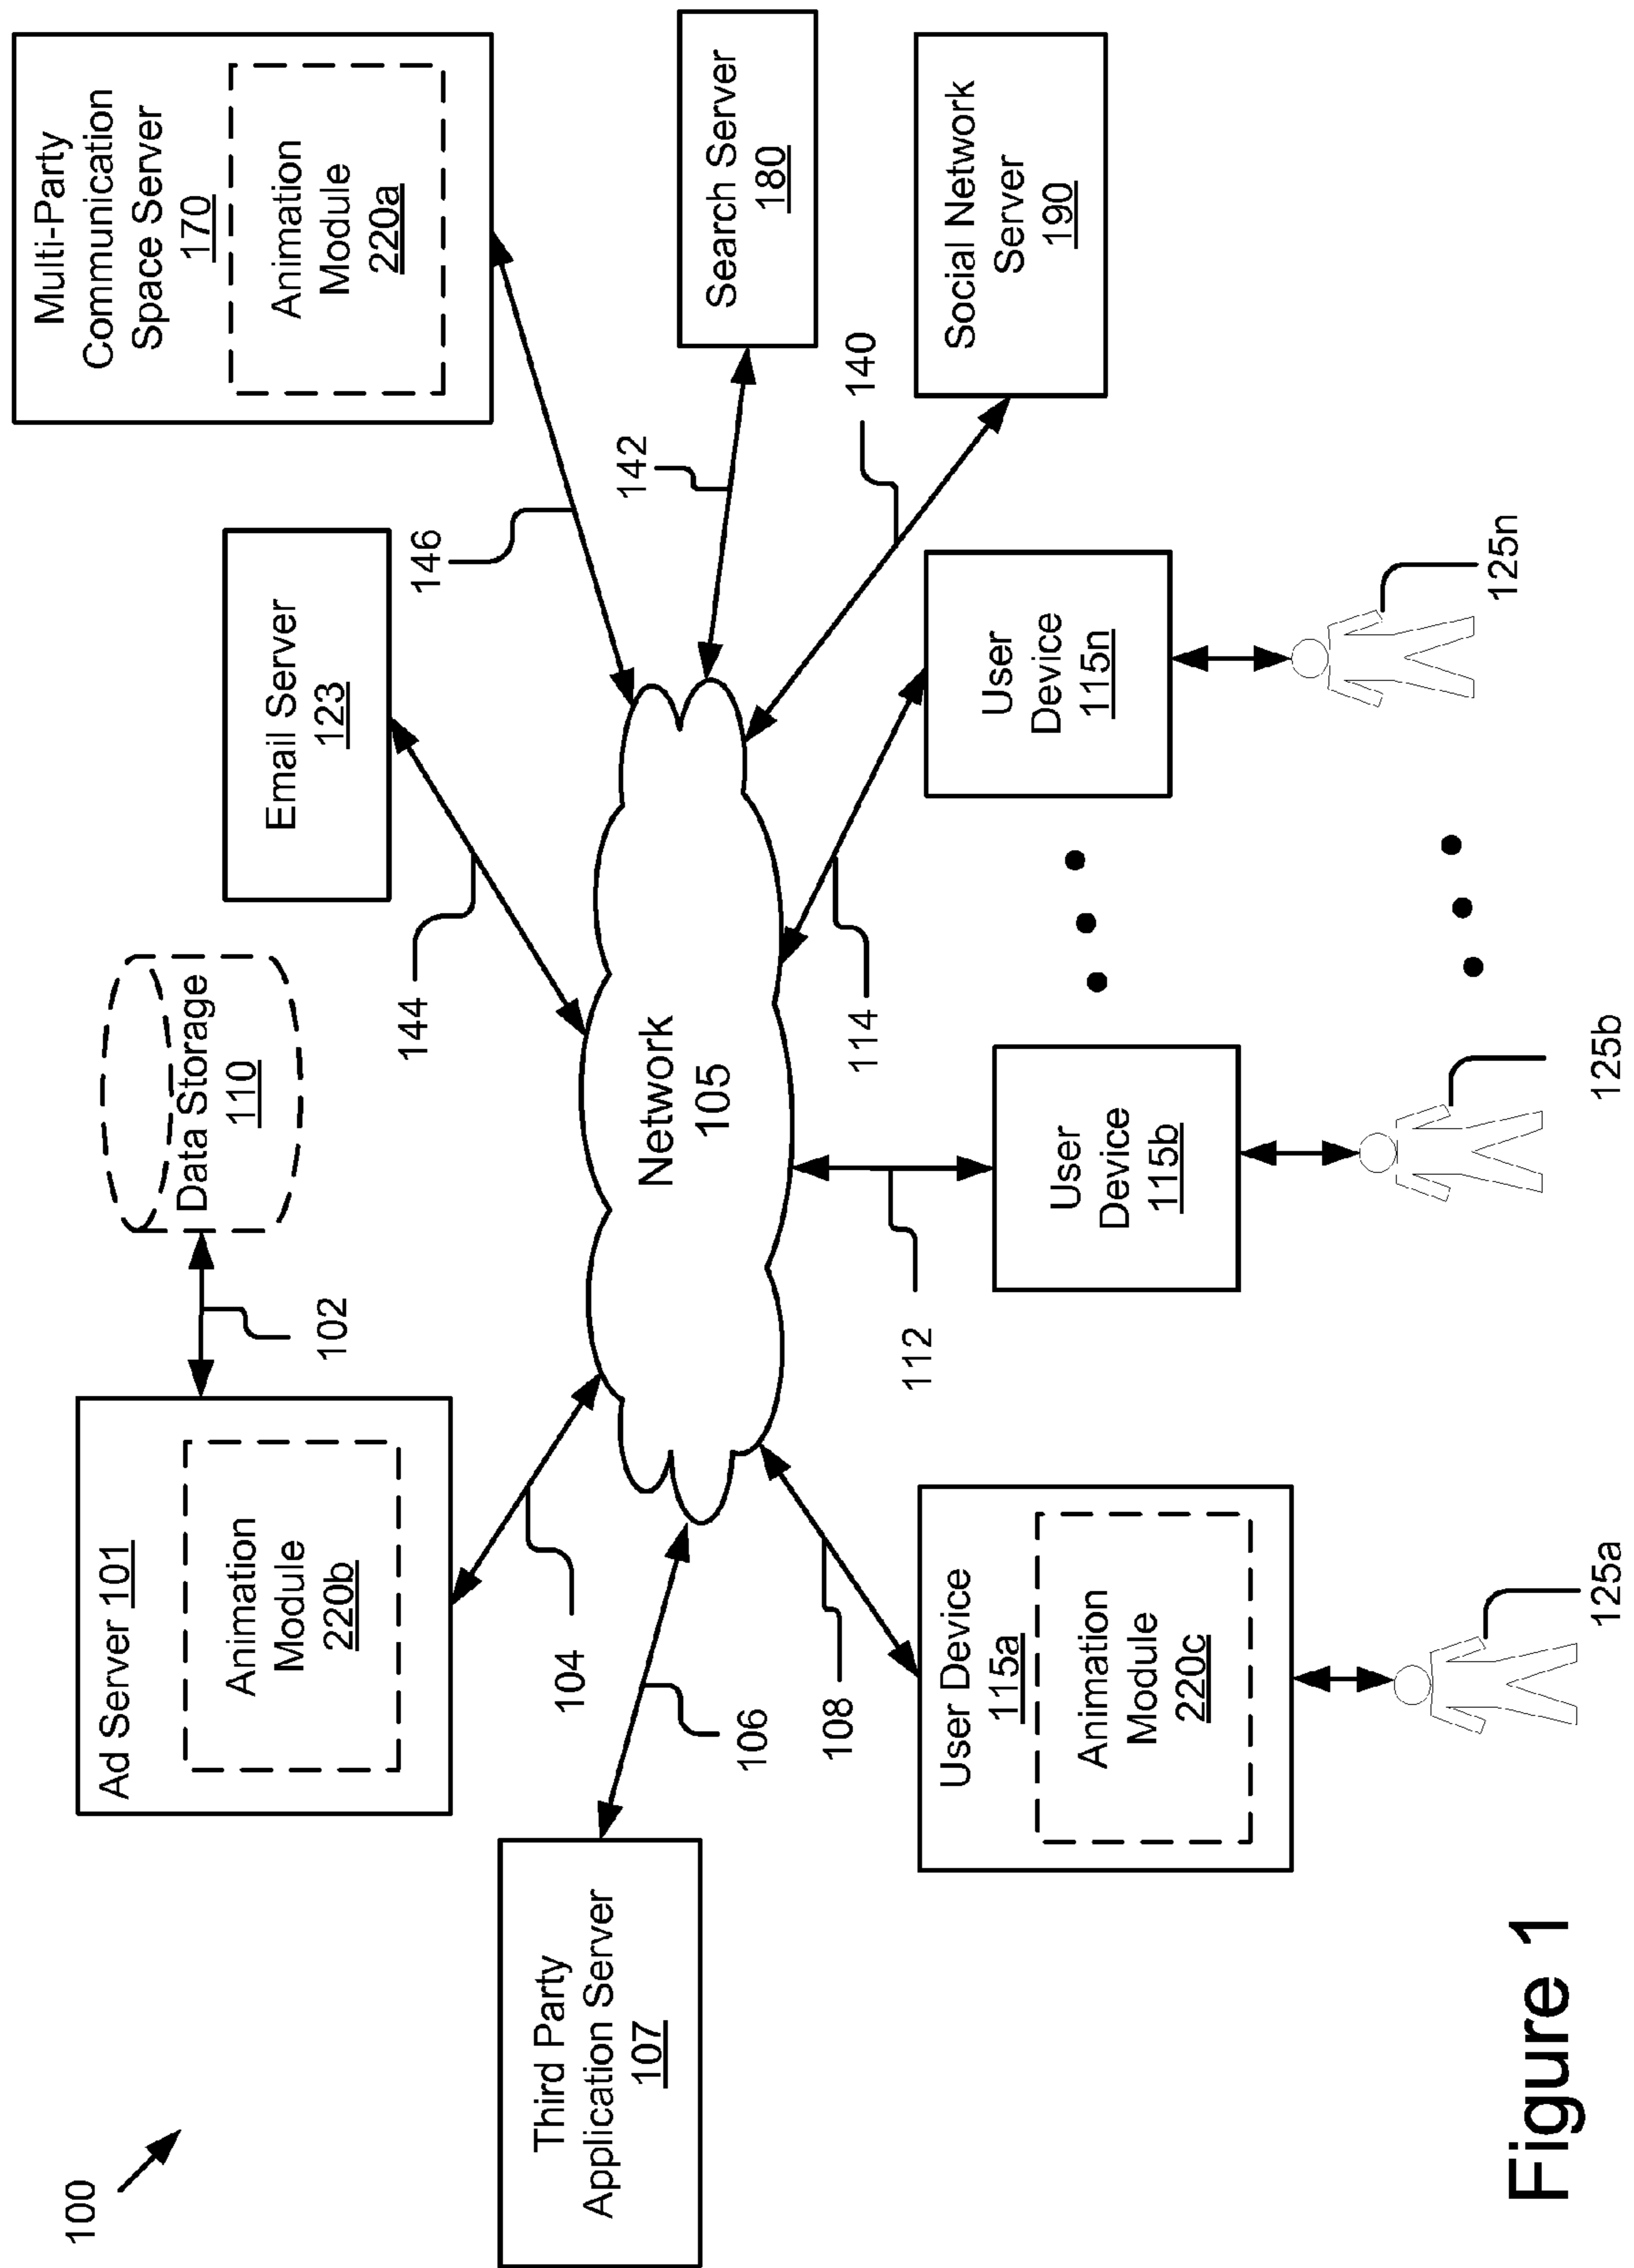 100
Ad Server 101
Animation
Module
220b
102
Data Storage
110
Email Server
123
Multi-Party
Communication
Space Server
170
Animation
Module
220a
104
144
146
Third Party
Application Server
107
106
Network
105
142
Search Server
180
108
112
114
140
Social Network
Server
190
User Device
115a
Animation
Module
220c
User
Device
115b
User
Device
115n
125a
125b
125n
Figure 1